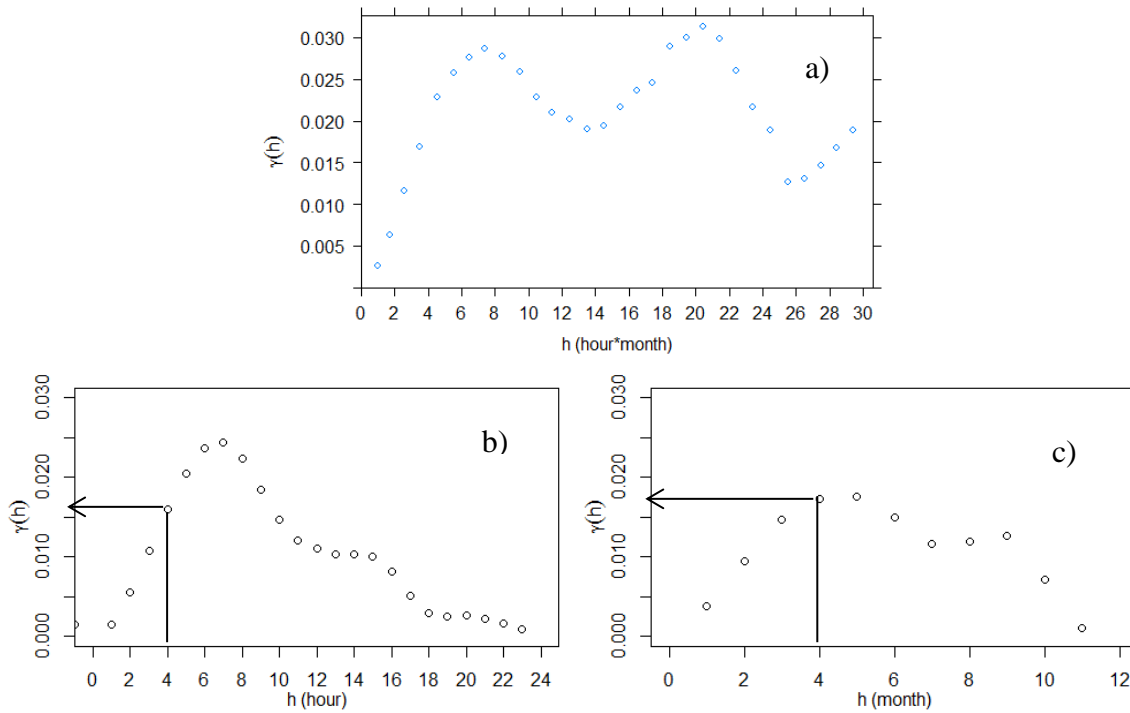 a)
γ(h)
0.030
0.025
0.020
0.015
0.010
0.005
0 2 4 6 8 10 12 14 16 18 20 22 24 26 28 30
h (hour*month)
b)
γ(h)
0.030
0.020
0.010
0.000
0 2 4 6 8 10 12 14 16 18 20 22 24
h (hour)
c)
γ(h)
0.030
0.020
0.010
0.000
0 2 4 6 8 10 12
h (month)